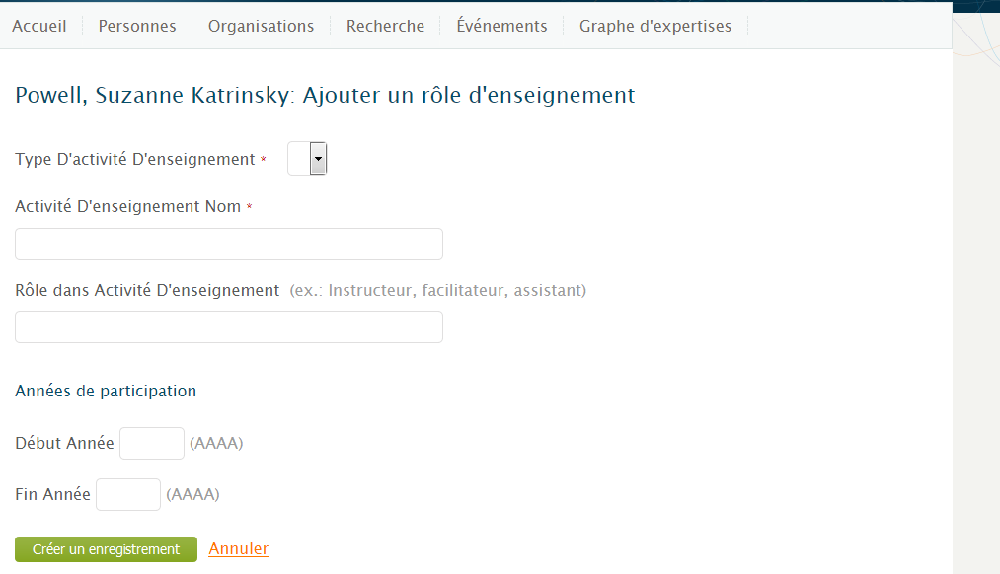 Accueil Personnes Organisations Recherche Événements Graphe d'expertises
Powell, Suzanne Katrinsky: Ajouter un rôle d'enseignement
Type D'activité D'enseignement *
Activité D'enseignement Nom *
Rôle dans Activité D'enseignement (ex.: Instructeur, facilitateur, assistant)
Années de participation
Début Année (AAAA)
Fin Année (AAAA)
Créer un enregistrement Annuler